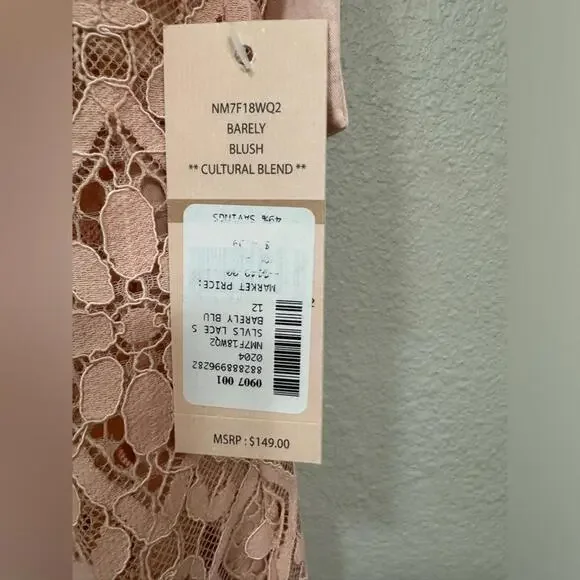 NM7F18WQ2
BARELY
BLUSH
** CULTURAL BLEND **
0907 001
882888996282
0204
NM7F18WQ2
SLVLS LACE S
BARELY BLU
12
MARKET PRICE:
49% SAVINGS
2
MSRP : $149.00